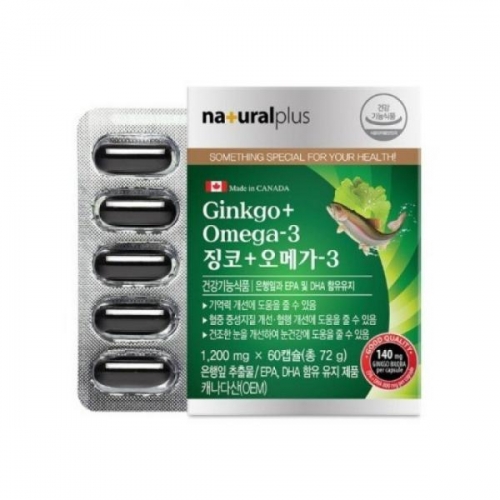 na+uralplus
건강
기능식품
SOMETHING SPECIAL FOR YOUR HEALTH!
Made in CANADA
Ginkgo+
Omega-3
징코+오메가-3
건강기능식품 | 은행잎과 EPA 및 DHA 함유유지
› 기억력 개선에 도움을 줄 수 있음
› 혈중 중성지질 개선·혈행 개선에 도움을 줄 수 있음
› 건조한 눈을 개선하여 눈건강에 도움을 줄 수 있음
1,200 mg × 60캡슐(총 72 g)
은행잎 추출물/EPA, DHA 함유 유지 제품
캐나다산(OEM)
GOOD QUALITY
140 mg
GINKGO BILOBA
per capsule